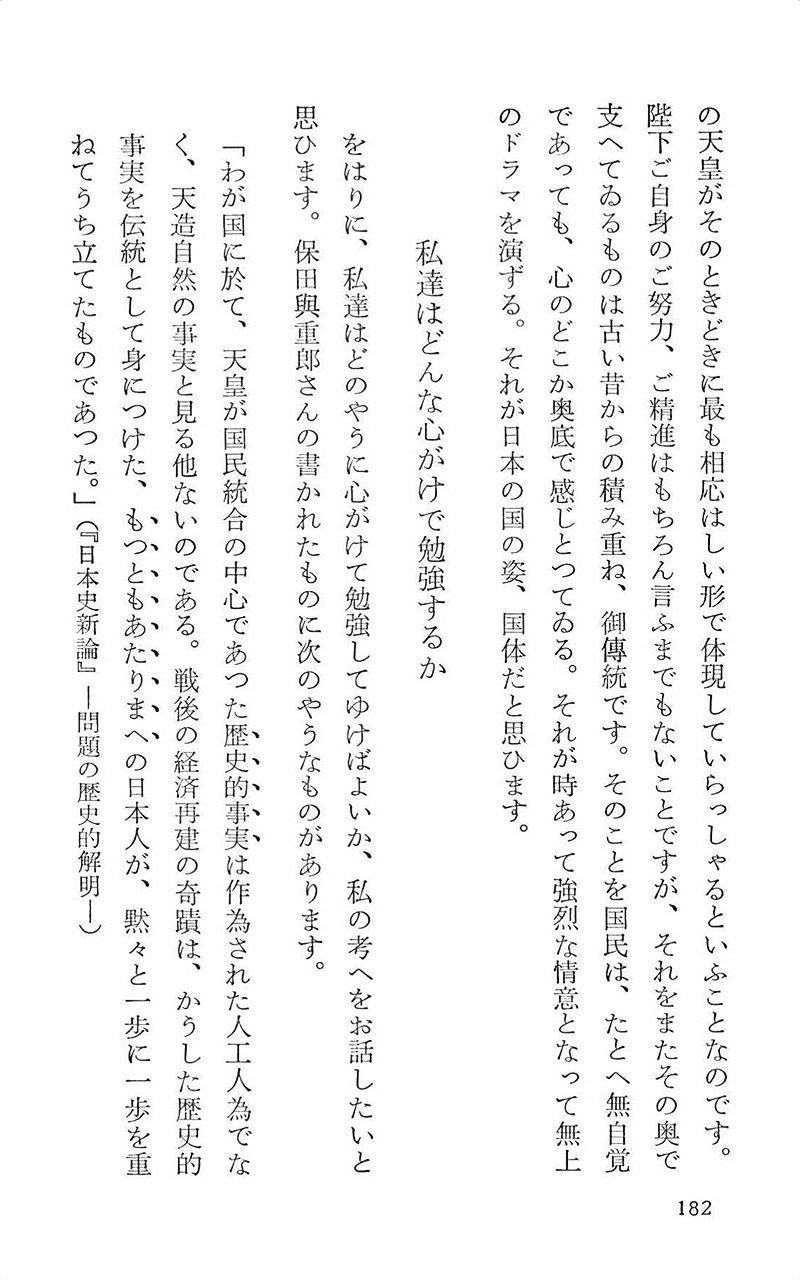 の天皇がそのときどきに最も相応はしい形で体現していらっしゃるといふことなのです。
陛下ご自身のご努力、ご精進はもちろん言ふまでもないことですが、それをまたその奥で
支へてゐるものは古い昔からの積み重ね、御傳統です。そのことを国民は、たとへ無自覚
であっても、心のどこか奥底で感じとつてゐる。それが時あって強烈な情意となって無上
のドラマを演ずる。それが日本の国の姿、国体だと思ひます。
私達はどんな心がけで勉強するか
をはりに、私達はどのやうに心がけて勉強してゆけばよいか、私の考へをお話したいと
思ひます。保田與重郎さんの書かれたものに次のやうなものがあります。
「わが国に於て、天皇が国民統合の中心であつた歴史的事実は作為された人工人為でな
く、天造自然の事実と見る他ないのである。戦後の経済再建の奇蹟は、かうした歴史的
事実を伝統として身につけた、もつともあたりまへの日本人が、黙々と一歩に一歩を重
ねてうち立てたものであつた。」（『日本史新論』―問題の歴史的解明―）
182